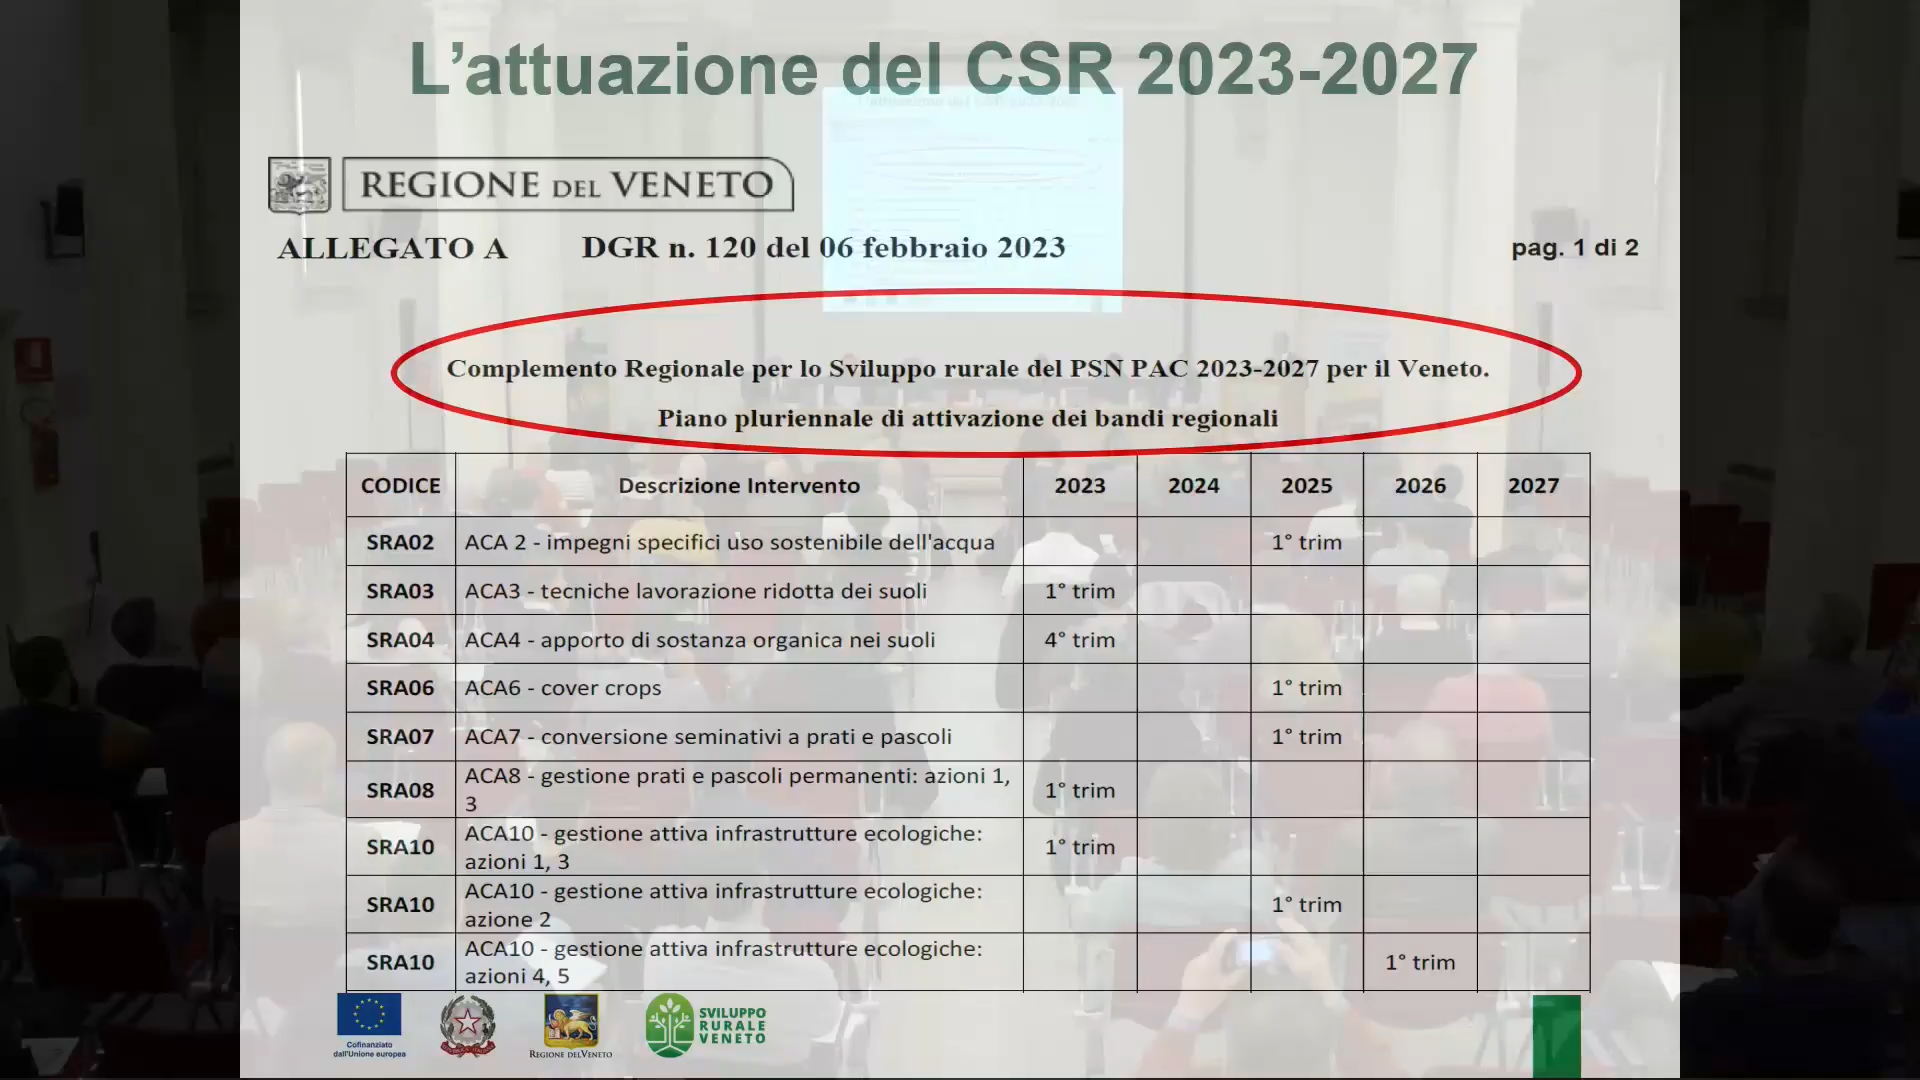 L'attuazione del CSR 2023-2027
REGIONE DEL VENETO
ALLEGATO A DGR n. 120 del 06 febbraio 2023 pag. 1 di 2
Complemento Regionale per lo Sviluppo rurale del PSN PAC 2023-2027 per il Veneto.
Piano pluriennale di attivazione dei bandi regionali
CODICE Descrizione Intervento 2023 2024 2025 2026 2027
SRA02 ACA 2 - impegni specifici uso sostenibile dell'acqua 1° trim
SRA03 ACA3 - tecniche lavorazione ridotta dei suoli 1° trim
SRA04 ACA4 - apporto di sostanza organica nei suoli 4° trim
SRA06 ACA6 - cover crops 1° trim
SRA07 ACA7 - conversione seminativi a prati e pascoli 1° trim
SRA08 ACA8 - gestione prati e pascoli permanenti: azioni 1,
3 1° trim
SRA10 ACA10 - gestione attiva infrastrutture ecologiche:
azioni 1, 3 1° trim
SRA10 ACA10 - gestione attiva infrastrutture ecologiche:
azione 2 1° trim
SRA10 ACA10 - gestione attiva infrastrutture ecologiche:
azioni 4, 5 1° trim
Cofinanziato
dall'Unione europea
REGIONE DEL VENETO
SVILUPPO
RURALE
VENETO